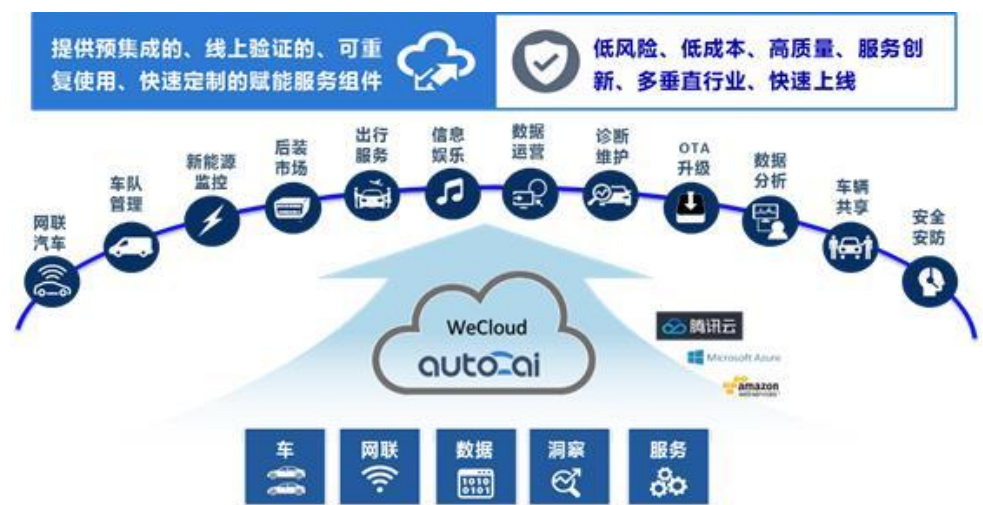 提供预集成的、线上验证的、可重
复使用、快速定制的赋能服务组件
低风险、低成本、高质量、服务创
新、多垂直行业、快速上线
网联
汽车
车队
管理
新能源
监控
后装
市场
出行
服务
信息
娱乐
数据
运营
诊断
维护
OTA
升级
数据
分析
车辆
共享
安全
安防
WeCloud
auto ai
腾讯云
Microsoft Azure
amazon
webservices
车
网联
数据
1010
0101
洞察
服务